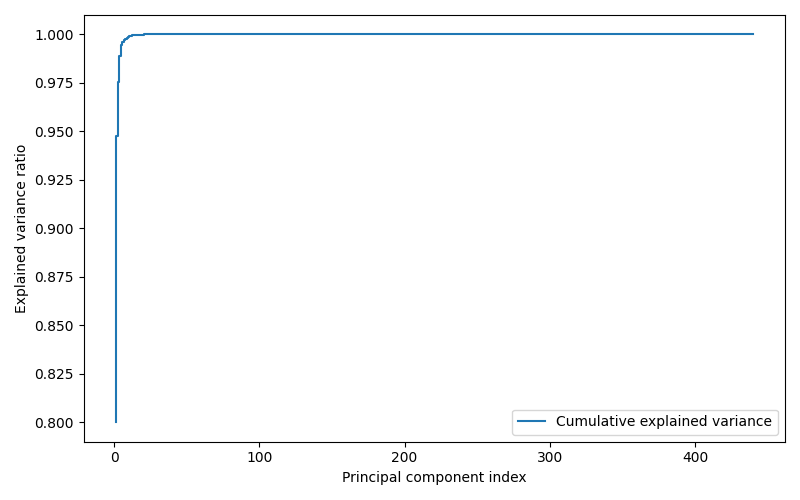 1.000
0.975
0.950
0.925
0.900
0.875
0.850
0.825
0.800
Explained variance ratio
0 100 200 300 400
Principal component index
Cumulative explained variance